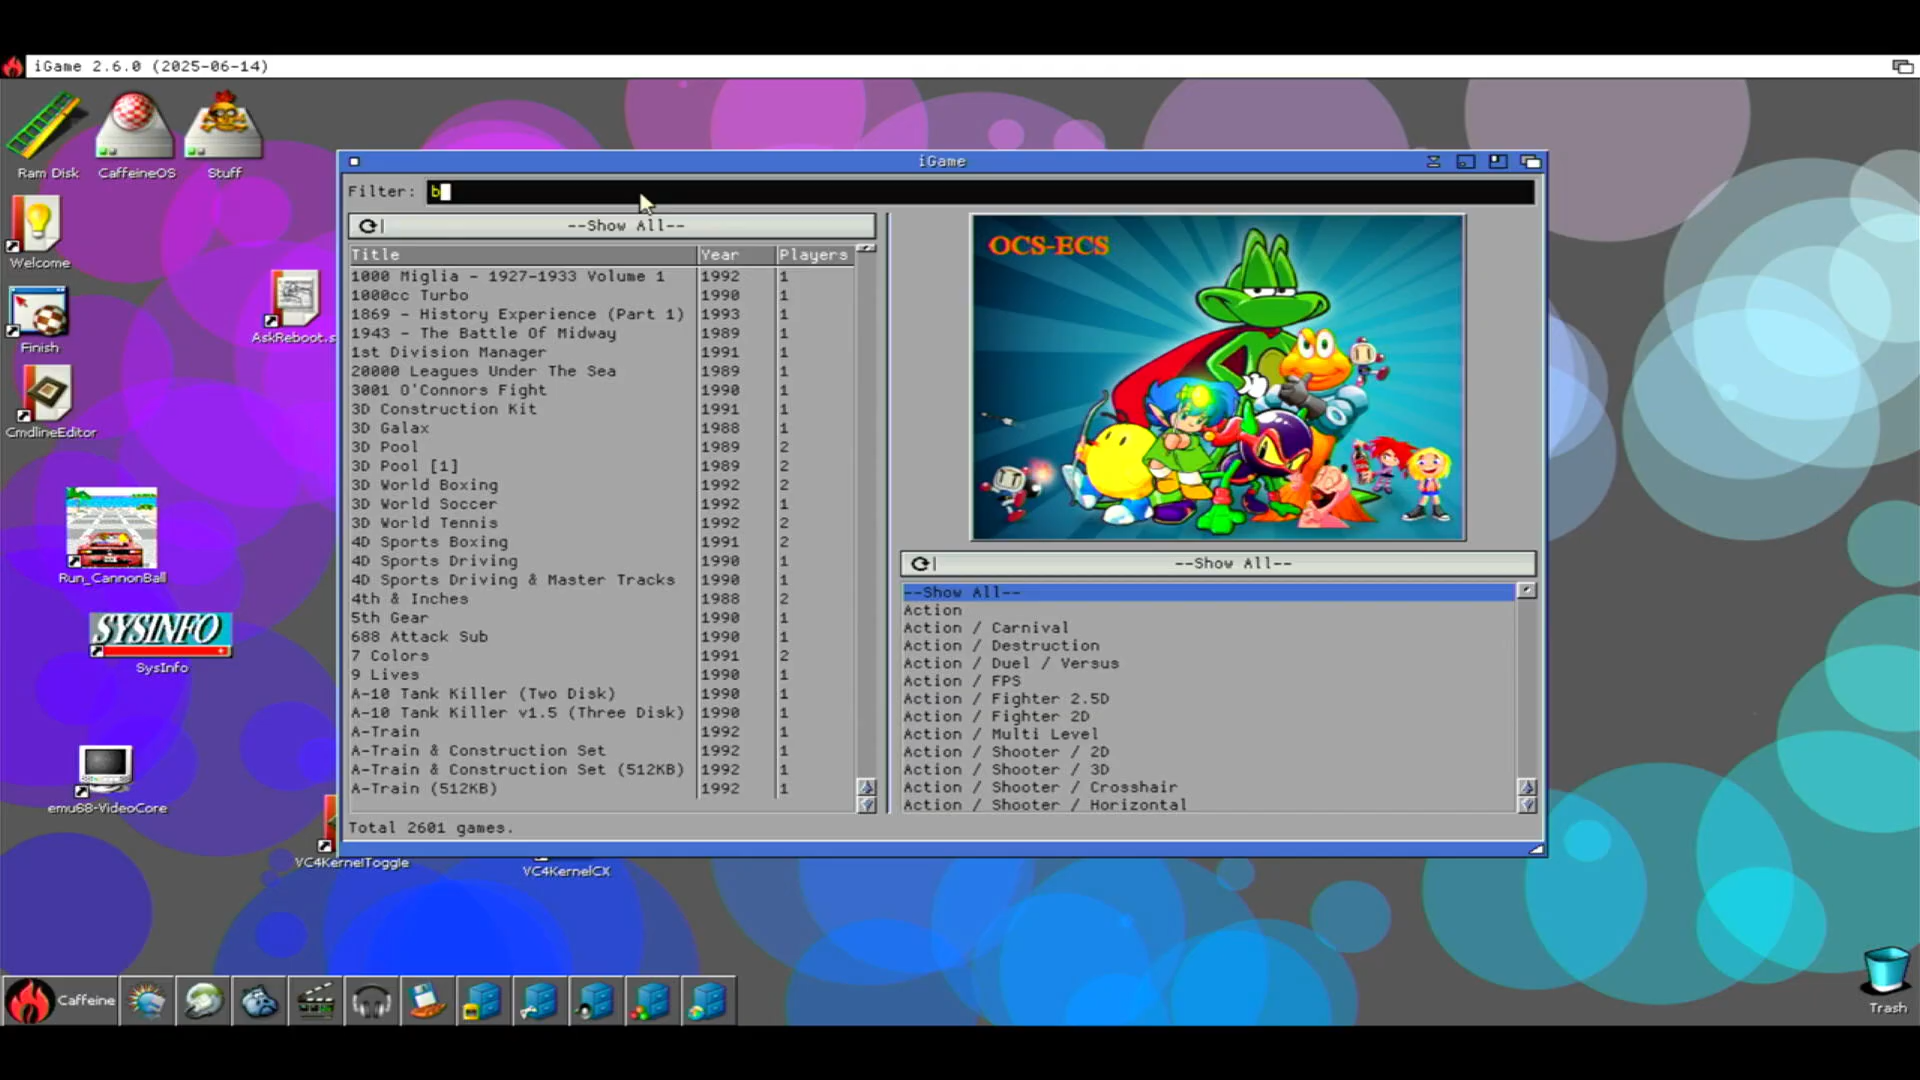 iGame 2.6.0 (2025-06-14)
Ram Disk
CaffeineOS
Stuff
Welcome
AskReboot.s
Finish
CmdlineEditor
Run_CannonBall
SYSINFO
SysInfo
emu68-VideoCore
VC4KernelToggle
VC4KernelCX
iGame
Filter: b
--Show All--
Title Year Players
1000 Miglia - 1927-1933 Volume 1 1992 1
1000cc Turbo 1990 1
1869 - History Experience (Part 1) 1993 1
1943 - The Battle Of Midway 1989 1
1st Division Manager 1991 1
20000 Leagues Under The Sea 1989 1
3001 O'Connors Fight 1990 1
3D Construction Kit 1991 1
3D Galax 1988 1
3D Pool 1989 2
3D Pool [1] 1989 2
3D World Boxing 1992 2
3D World Soccer 1992 1
3D World Tennis 1992 2
4D Sports Boxing 1991 2
4D Sports Driving 1990 1
4D Sports Driving & Master Tracks 1990 1
4th & Inches 1988 2
5th Gear 1990 1
688 Attack Sub 1990 1
7 Colors 1991 2
9 Lives 1990 1
A-10 Tank Killer (Two Disk) 1990 1
A-10 Tank Killer v1.5 (Three Disk) 1990 1
A-Train 1992 1
A-Train & Construction Set 1992 1
A-Train & Construction Set (512KB) 1992 1
A-Train (512KB) 1992 1
Total 2601 games.
OCS-ECS
--Show All--
--Show All--
Action
Action / Carnival
Action / Destruction
Action / Duel / Versus
Action / FPS
Action / Fighter 2.5D
Action / Fighter 2D
Action / Multi Level
Action / Shooter / 2D
Action / Shooter / 3D
Action / Shooter / Crosshair
Action / Shooter / Horizontal
Caffeine
Trash